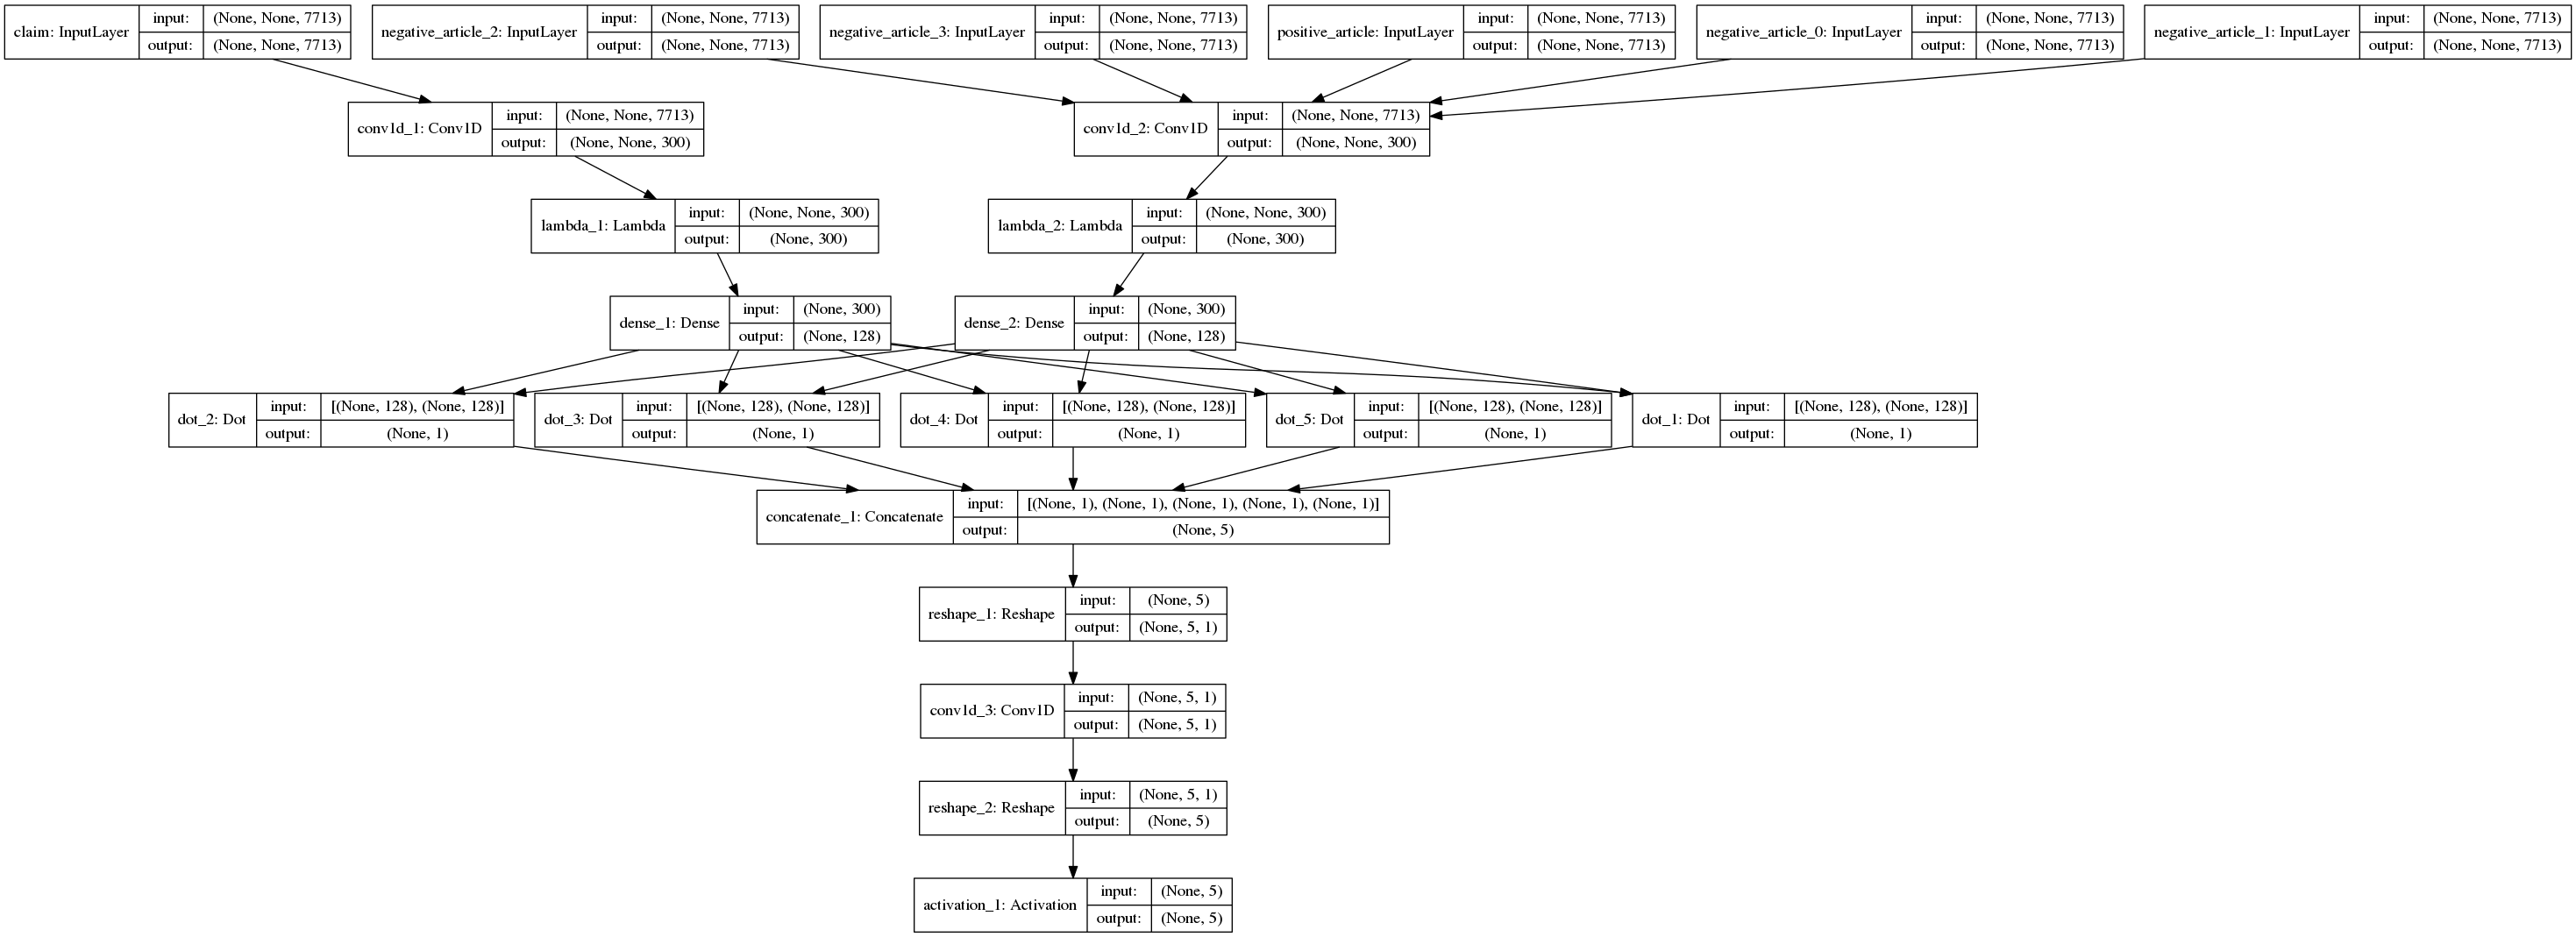 claim: InputLayer input: (None, None, 7713)
output: (None, None, 7713)
negative_article_2: InputLayer input: (None, None, 7713)
output: (None, None, 7713)
negative_article_3: InputLayer input: (None, None, 7713)
output: (None, None, 7713)
positive_article: InputLayer input: (None, None, 7713)
output: (None, None, 7713)
negative_article_0: InputLayer input: (None, None, 7713)
output: (None, None, 7713)
negative_article_1: InputLayer input: (None, None, 7713)
output: (None, None, 7713)
conv1d_1: Conv1D input: (None, None, 7713)
output: (None, None, 300)
conv1d_2: Conv1D input: (None, None, 7713)
output: (None, None, 300)
lambda_1: Lambda input: (None, None, 300)
output: (None, 300)
lambda_2: Lambda input: (None, None, 300)
output: (None, 300)
dense_1: Dense input: (None, 300)
output: (None, 128)
dense_2: Dense input: (None, 300)
output: (None, 128)
dot_2: Dot input: [(None, 128), (None, 128)]
output: (None, 1)
dot_3: Dot input: [(None, 128), (None, 128)]
output: (None, 1)
dot_4: Dot input: [(None, 128), (None, 128)]
output: (None, 1)
dot_5: Dot input: [(None, 128), (None, 128)]
output: (None, 1)
dot_1: Dot input: [(None, 128), (None, 128)]
output: (None, 1)
concatenate_1: Concatenate input: [(None, 1), (None, 1), (None, 1), (None, 1), (None, 1)]
output: (None, 5)
reshape_1: Reshape input: (None, 5)
output: (None, 5, 1)
conv1d_3: Conv1D input: (None, 5, 1)
output: (None, 5, 1)
reshape_2: Reshape input: (None, 5, 1)
output: (None, 5)
activation_1: Activation input: (None, 5)
output: (None, 5)